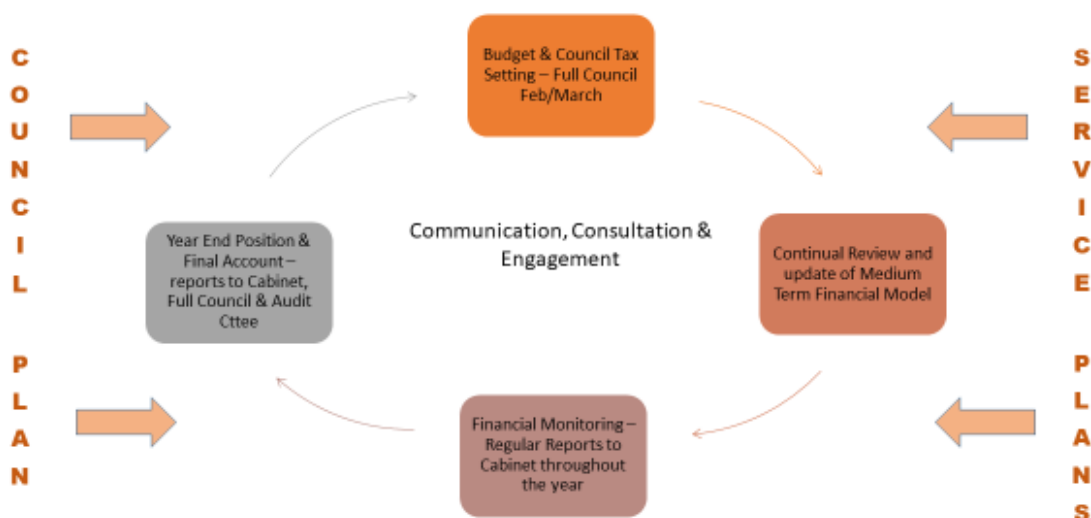 COUNCIL PLAN
Budget & Council Tax
Setting – Full Council
Feb/March
Continual Review and
update of Medium
Term Financial Model
Financial Monitoring –
Regular Reports to
Cabinet throughout
the year
Year End Position &
Final Account –
reports to Cabinet,
Full Council & Audit
Cttee
Communication, Consultation &
Engagement
SERVICE PLANS